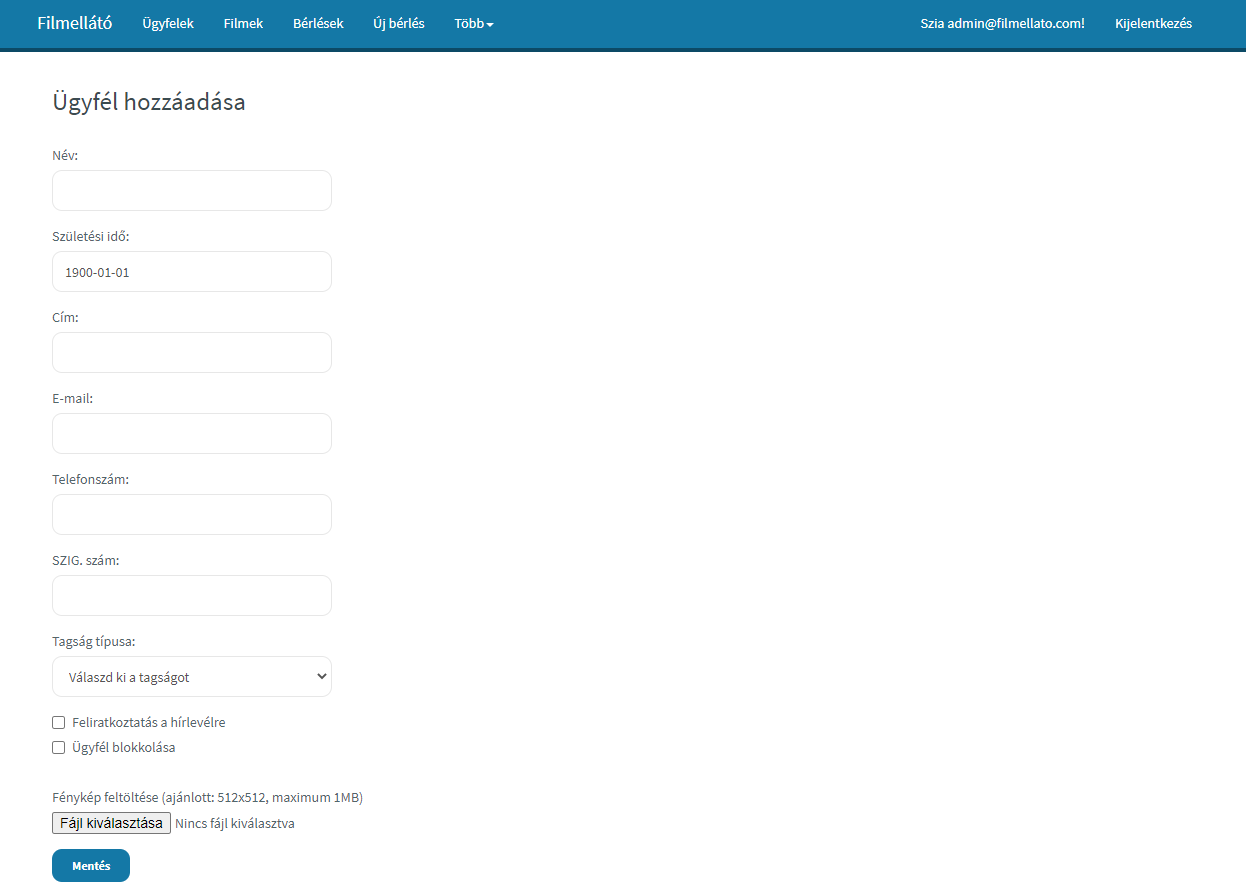 Filmellátó Ügyfelek Filmek Bérlések Új bérlés Több Szia admin@filmellato.com! Kijelentkezés
Ügyfél hozzáadása
Név:
Születési idő:
1900-01-01
Cím:
E-mail:
Telefonszám:
SZIG. szám:
Tagság típusa:
Válaszd ki a tagságot
Feliratkoztatás a hírlevélre
Ügyfél blokkolása
Fénykép feltöltése (ajánlott: 512x512, maximum 1MB)
Fájl kiválasztása Nincs fájl kiválasztva
Mentés